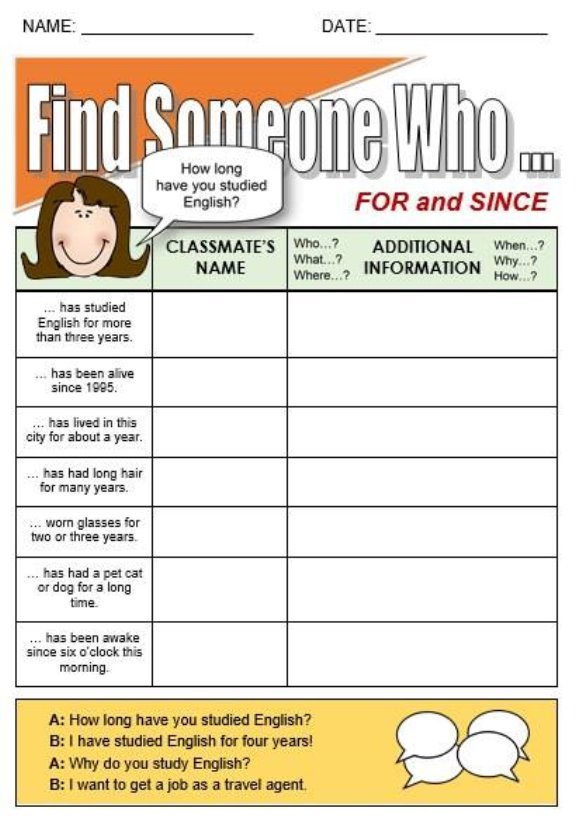 NAME: ____________________ DATE: ____________________
Find Someone Who ...
How long
have you studied
English?
FOR and SINCE
CLASSMATE'S
NAME
Who...?
What...?
Where...?
ADDITIONAL
INFORMATION
When...?
Why...?
How...?
... has studied
English for more
than three years.
... has been alive
since 1995.
... has lived in this
city for about a year.
... has had long hair
for many years.
... worn glasses for
two or three years.
... has had a pet cat
or dog for a long
time.
... has been awake
since six o'clock this
morning.
A: How long have you studied English?
B: I have studied English for four years!
A: Why do you study English?
B: I want to get a job as a travel agent.